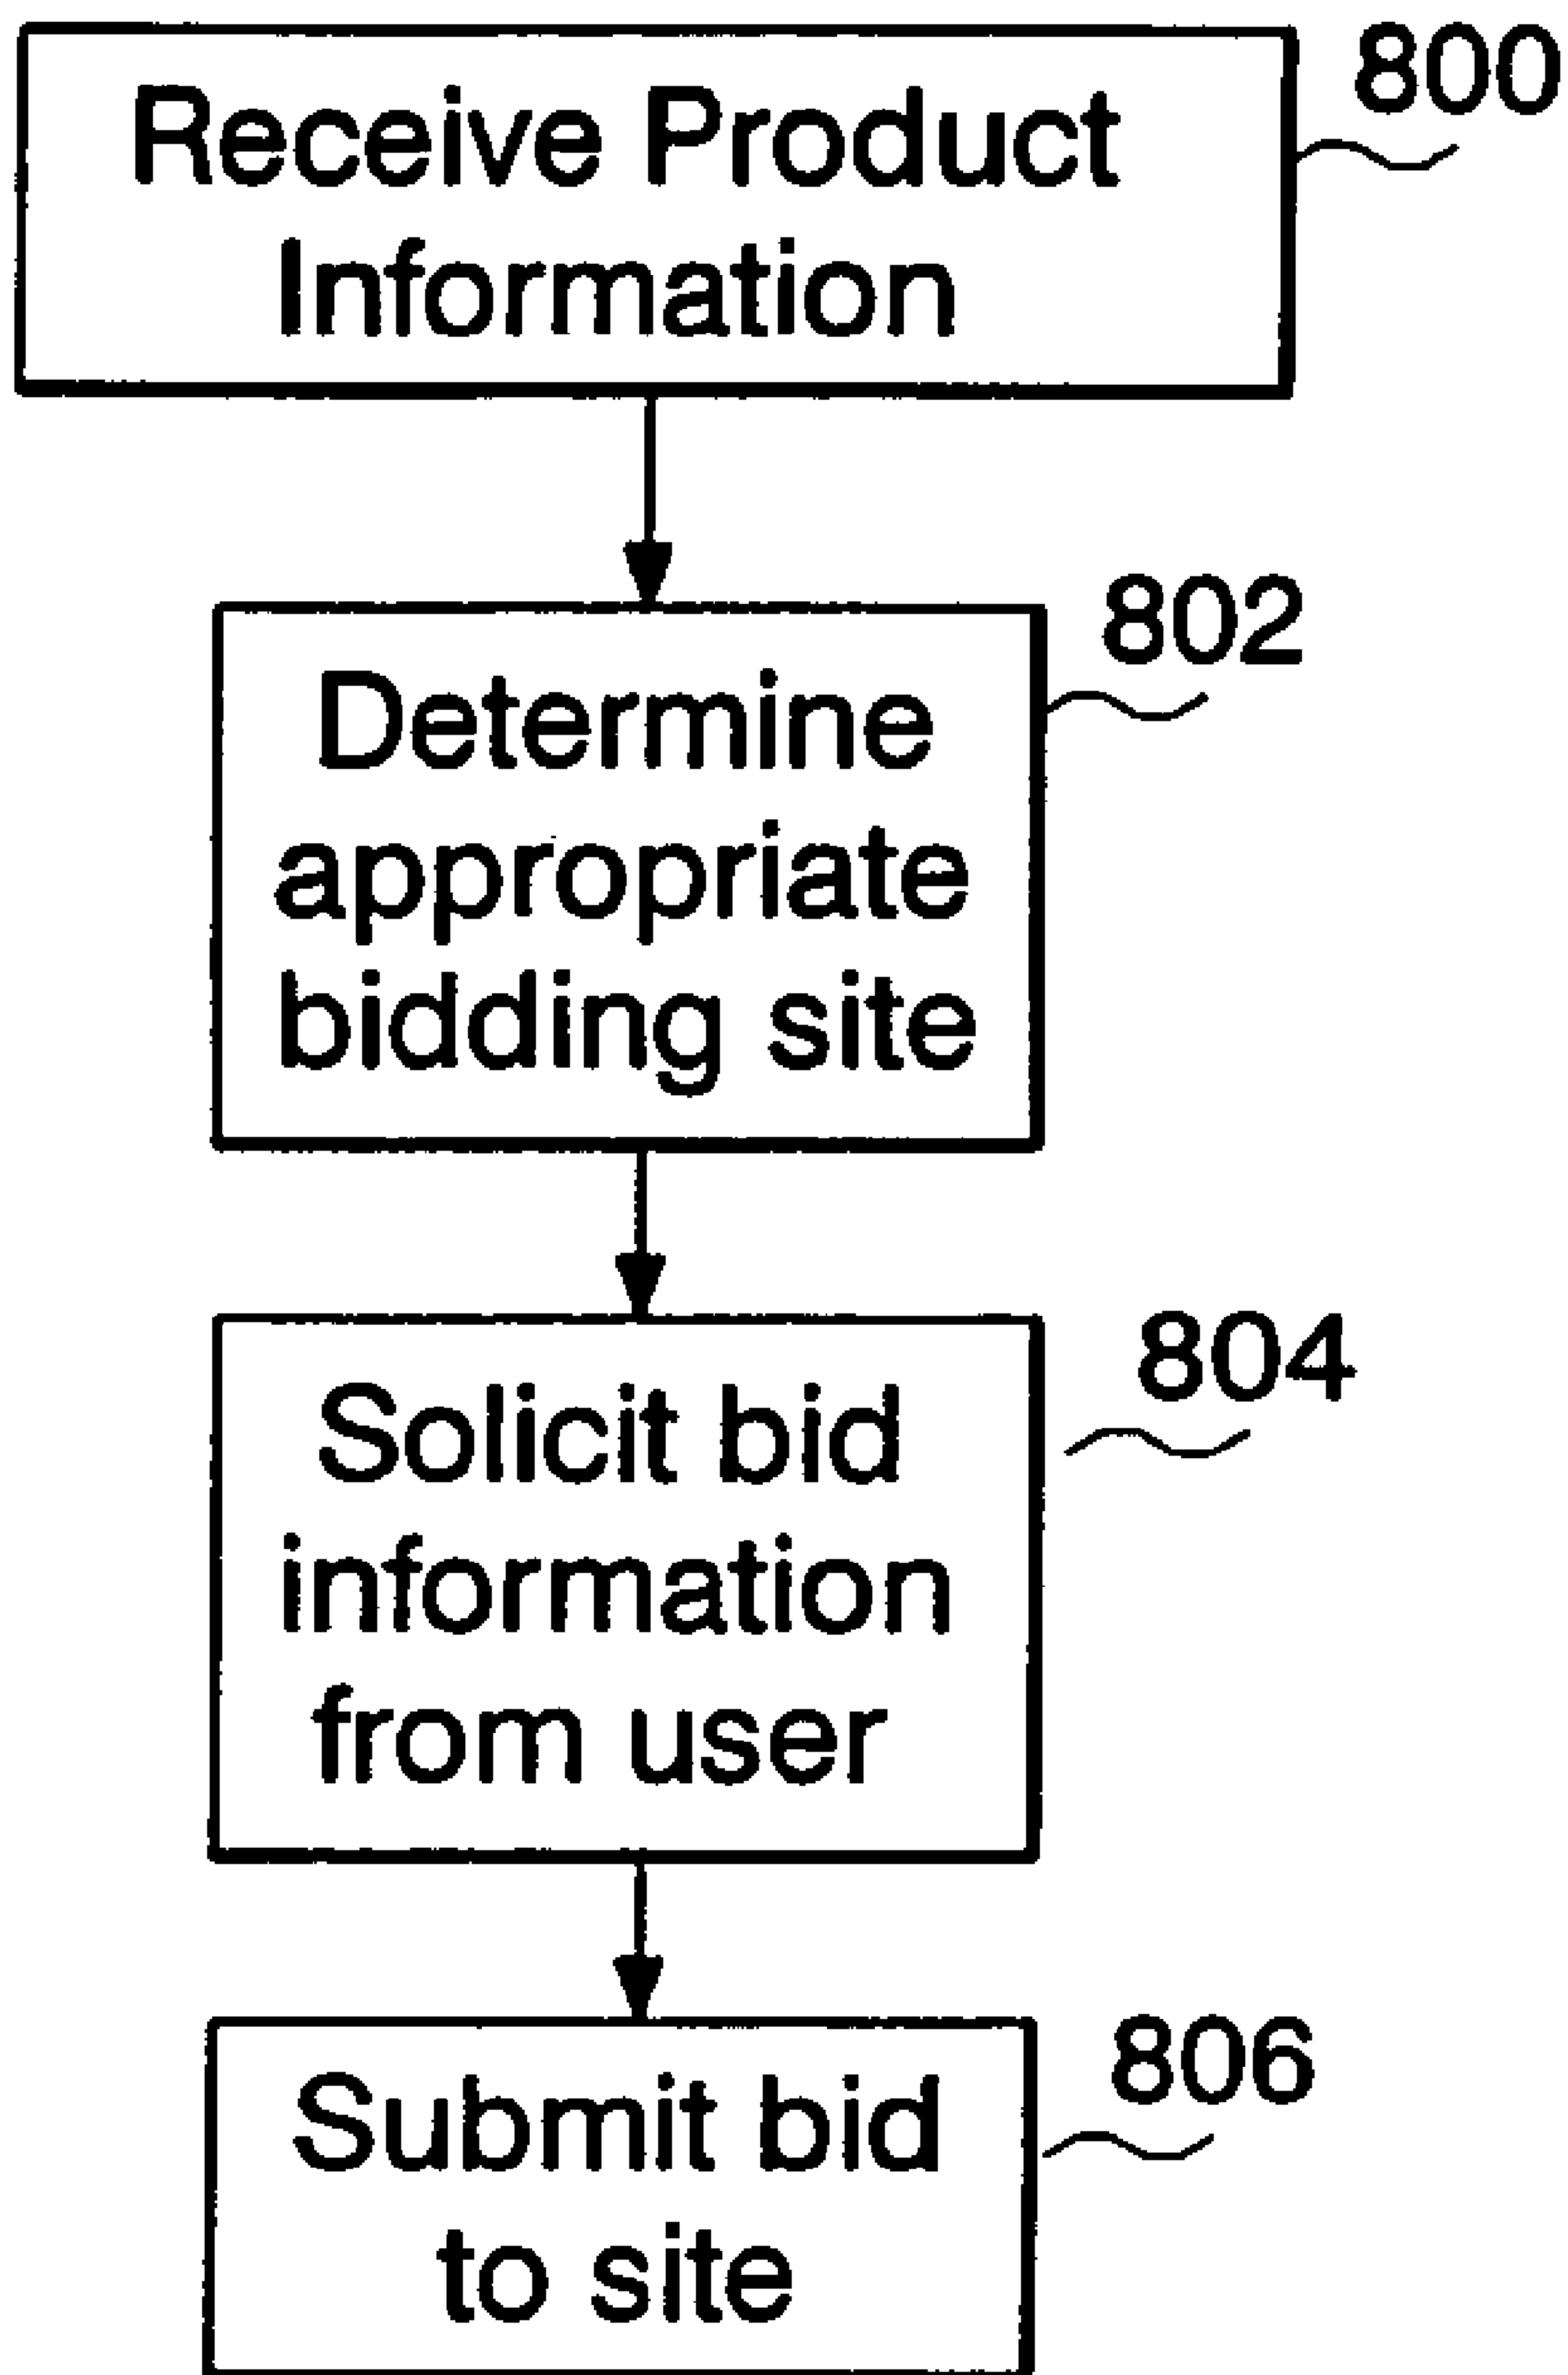 Receive Product
Information
800
Determine
appropriate
bidding site
802
Solicit bid
information
from user
804
Submit bid
to site
806